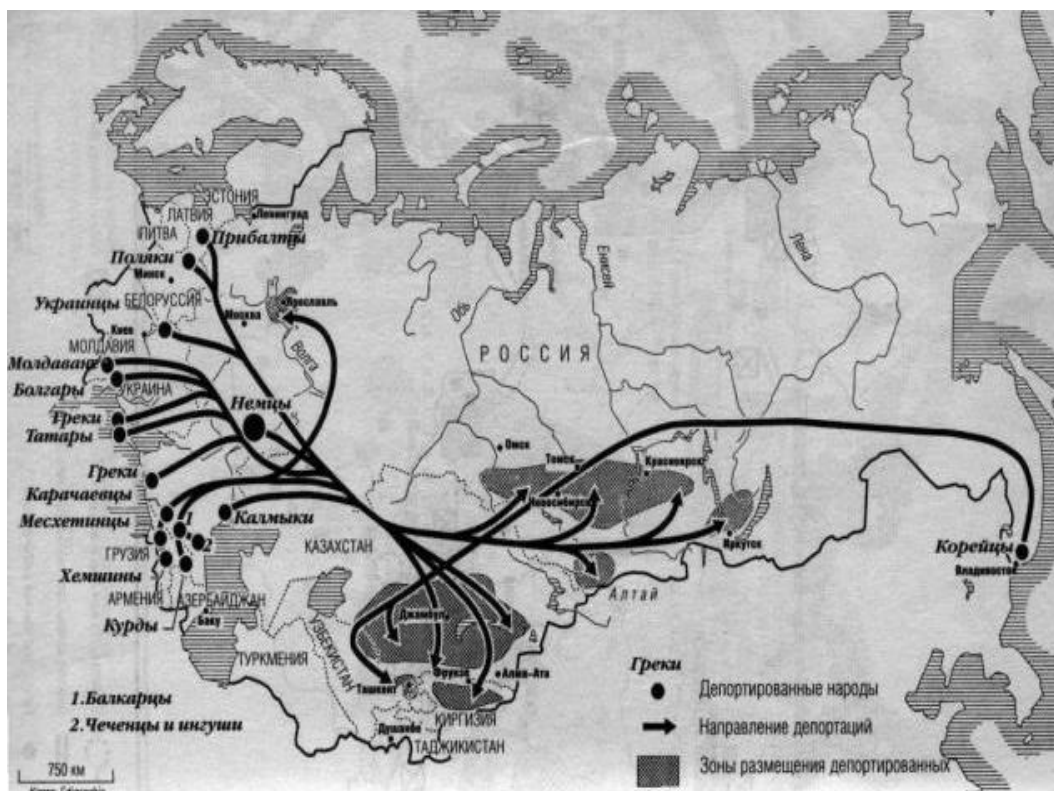 ЭСТОНИЯ
ЛАТВИЯ
Ленинград
ЛИТВА
Прибалты
Поляки
Минск
Украинцы
БЕЛОРУССИЯ
Москва
Ярославль
Киев
МОЛДАВИЯ
Волга
Молдаване
Болгары
УКРАИНА
Немцы
Греки
Татары
Греки
Карачаевцы
Месхетинцы
1
2
Калмыки
ГРУЗИЯ
Хемшины
АРМЕНИЯ
АЗЕРБАЙДЖАН
Баку
Курды
ТУРКМЕНИЯ
УЗБЕКИСТАН
КАЗАХСТАН
РОССИЯ
Обь
Енисей
Лена
Омск
Томск
Красноярск
Новосибирск
Иркутск
Алтай
Корейцы
Владивосток
Джамбул
Ташкент
Фрунзе
Алма-Ата
КИРГИЗИЯ
Душанбе
ТАДЖИКИСТАН
1.Балкарцы
2.Чеченцы и ингуши
750 км
Греки
Депортированные народы
Направление депортаций
Зоны размещения депортированных